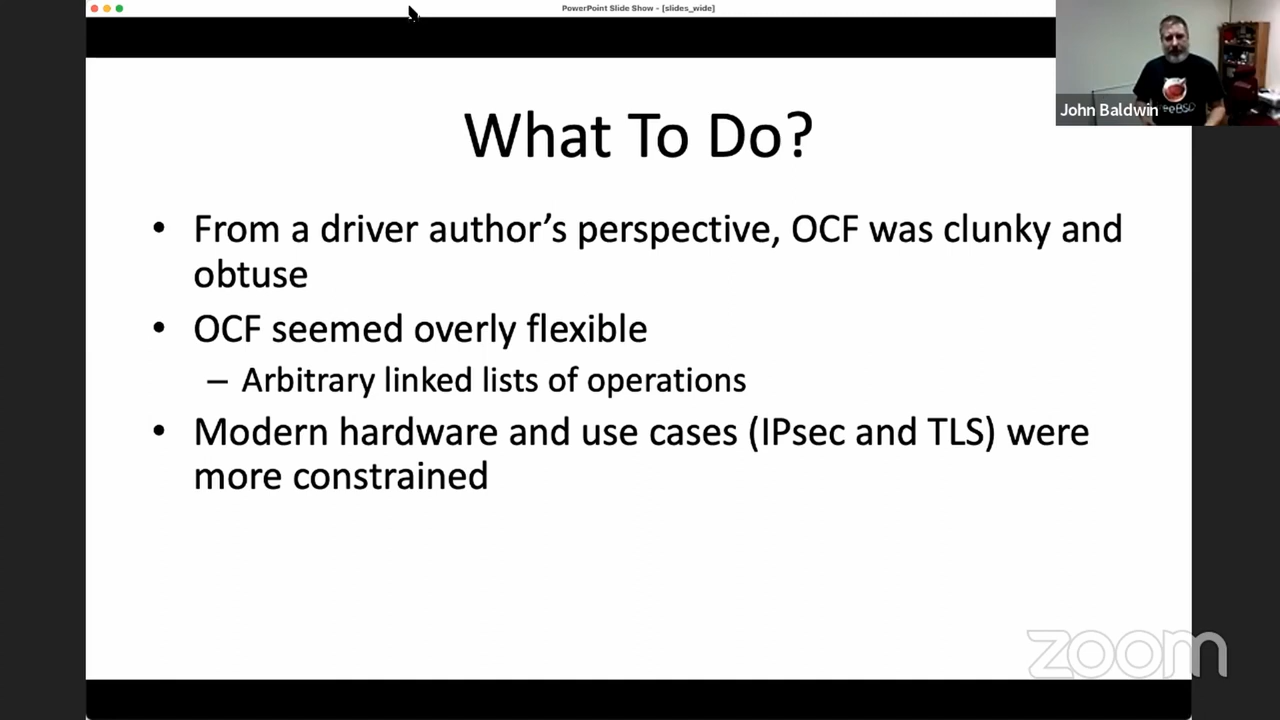 PowerPoint Slide Show - [slides_wide]
John Baldwin
What To Do?
• From a driver author’s perspective, OCF was clunky and
obtuse
• OCF seemed overly flexible
– Arbitrary linked lists of operations
• Modern hardware and use cases (IPsec and TLS) were
more constrained
zoom